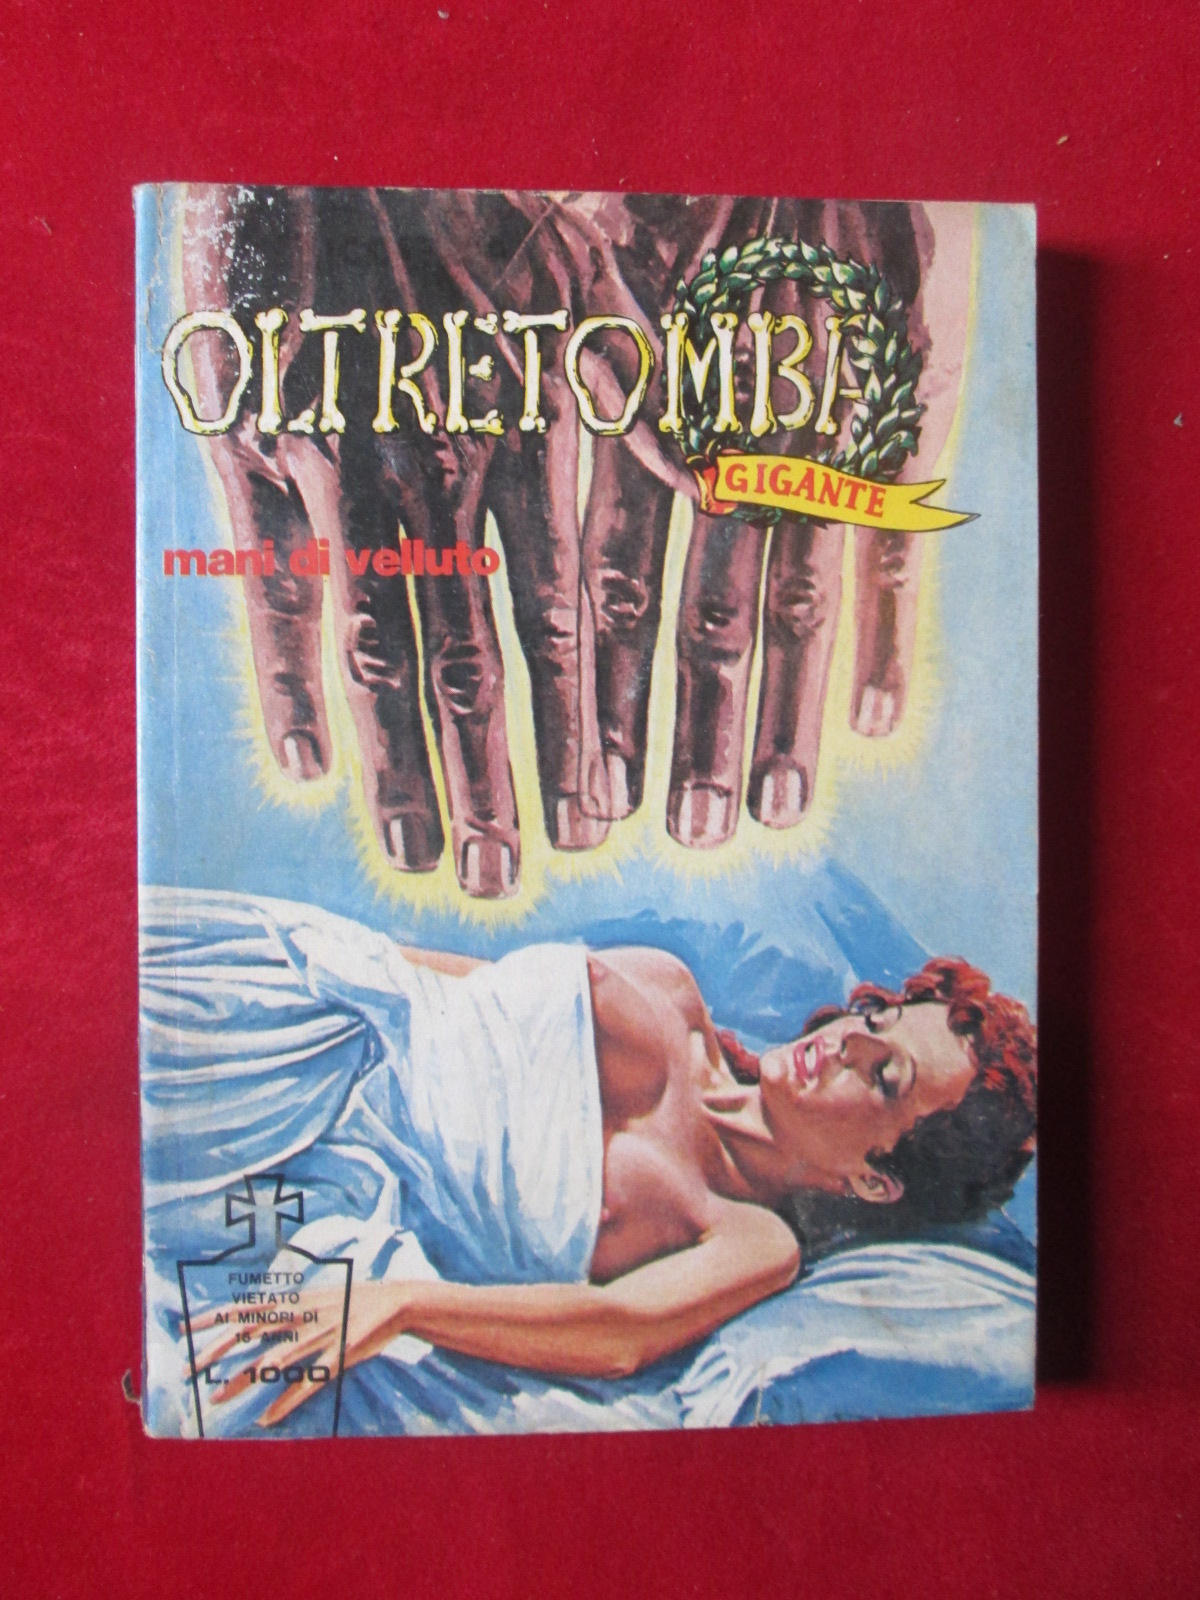 OLTRETOMBA
GIGANTE
mani di velluto
FUMETTO
VIETATO
AI MINORI DI
16 ANNI
L. 1000